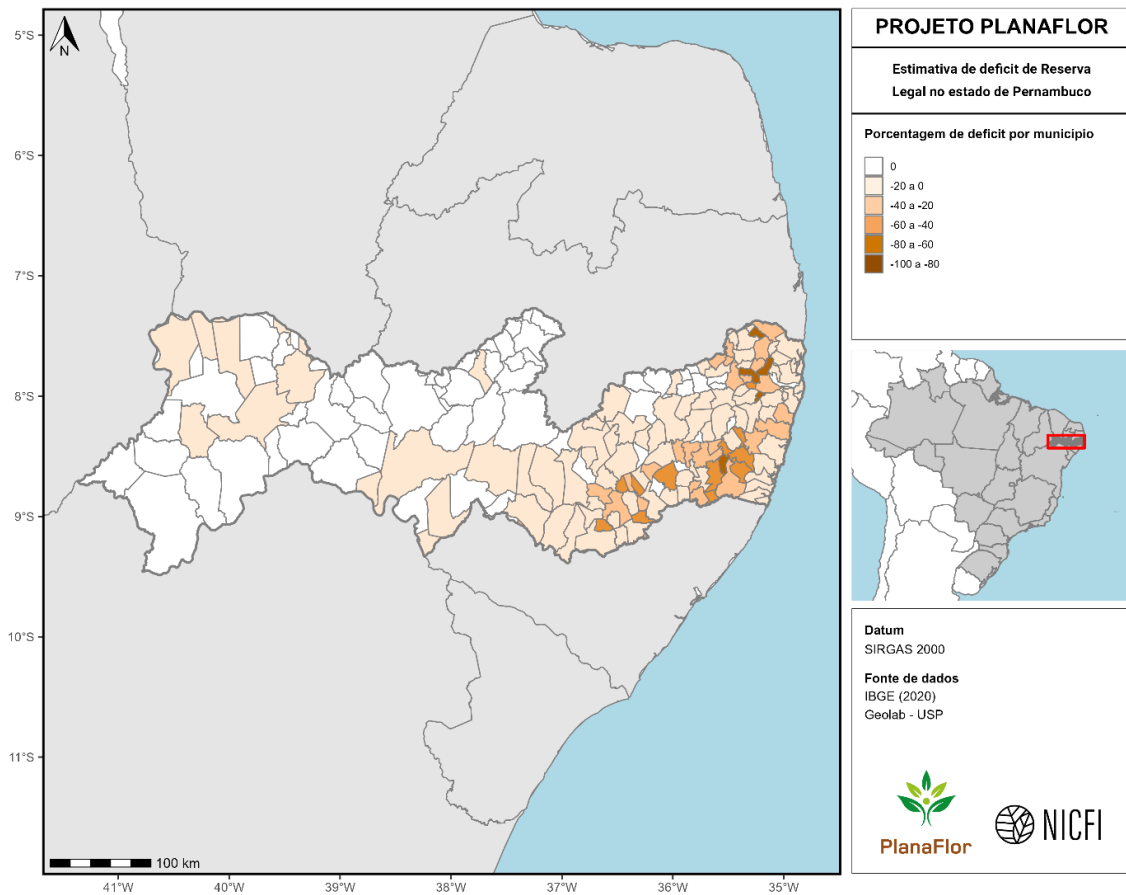 PROJETO PLANAFLOR
Estimativa de deficit de Reserva
Legal no estado de Pernambuco
Porcentagem de deficit por município
0
-20 a 0
-40 a -20
-60 a -40
-80 a -60
-100 a -80
N
5°S
6°S
7°S
8°S
9°S
10°S
11°S
100 km
41°W
40°W
39°W
38°W
37°W
36°W
35°W
Datum
SIRGAS 2000
Fonte de dados
IBGE (2020)
Geolab - USP
PlanaFlor
NICFI